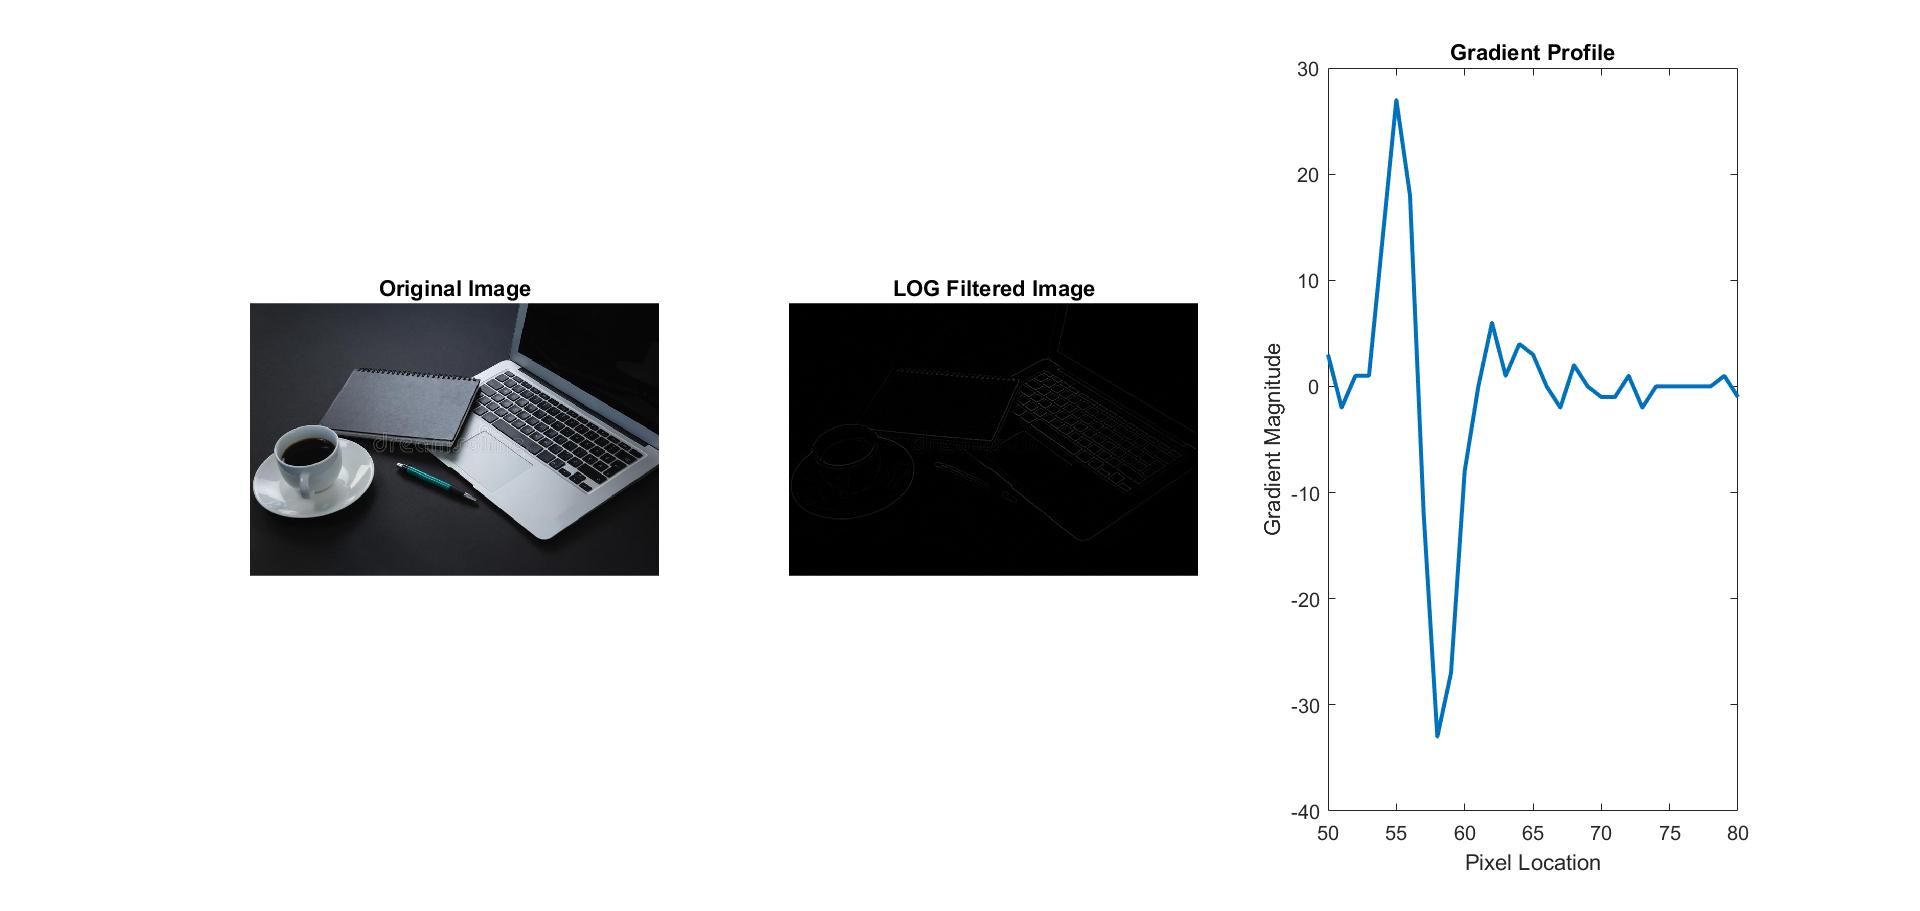 Original Image
LOG Filtered Image
Gradient Profile
30
20
10
0
-10
-20
-30
-40
50 55 60 65 70 75 80
Gradient Magnitude
Pixel Location